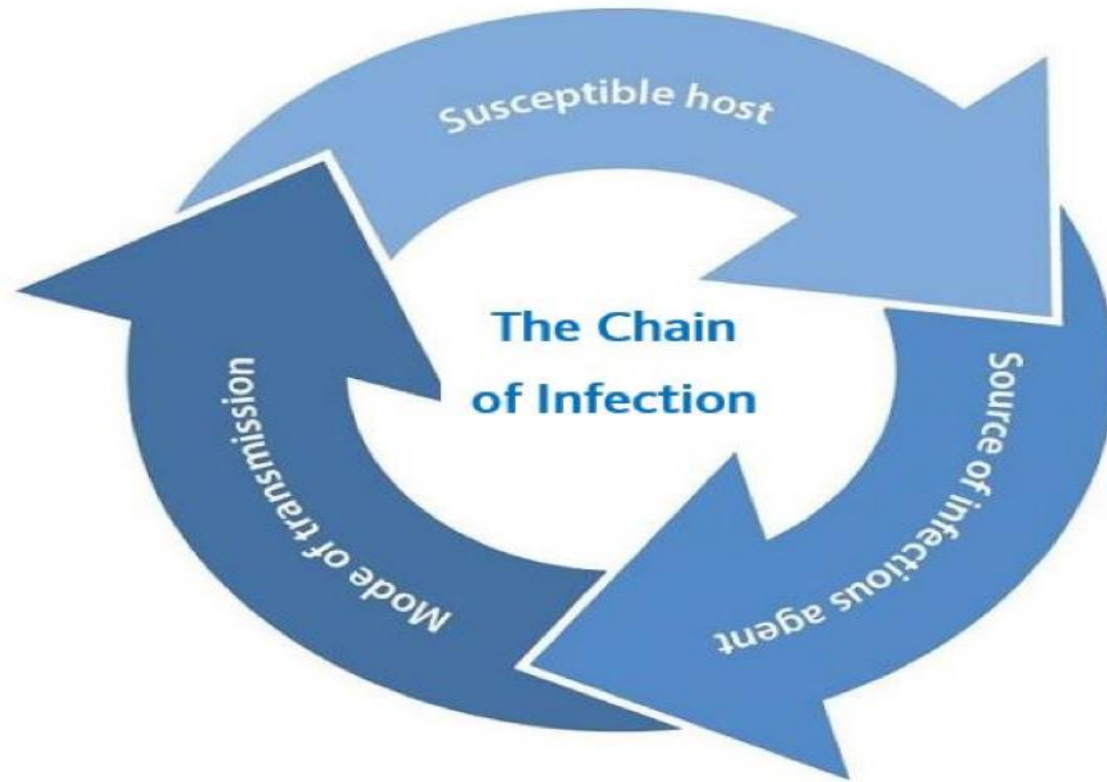 Susceptible host
The Chain
of Infection
Source of infectious agent
Mode of transmission